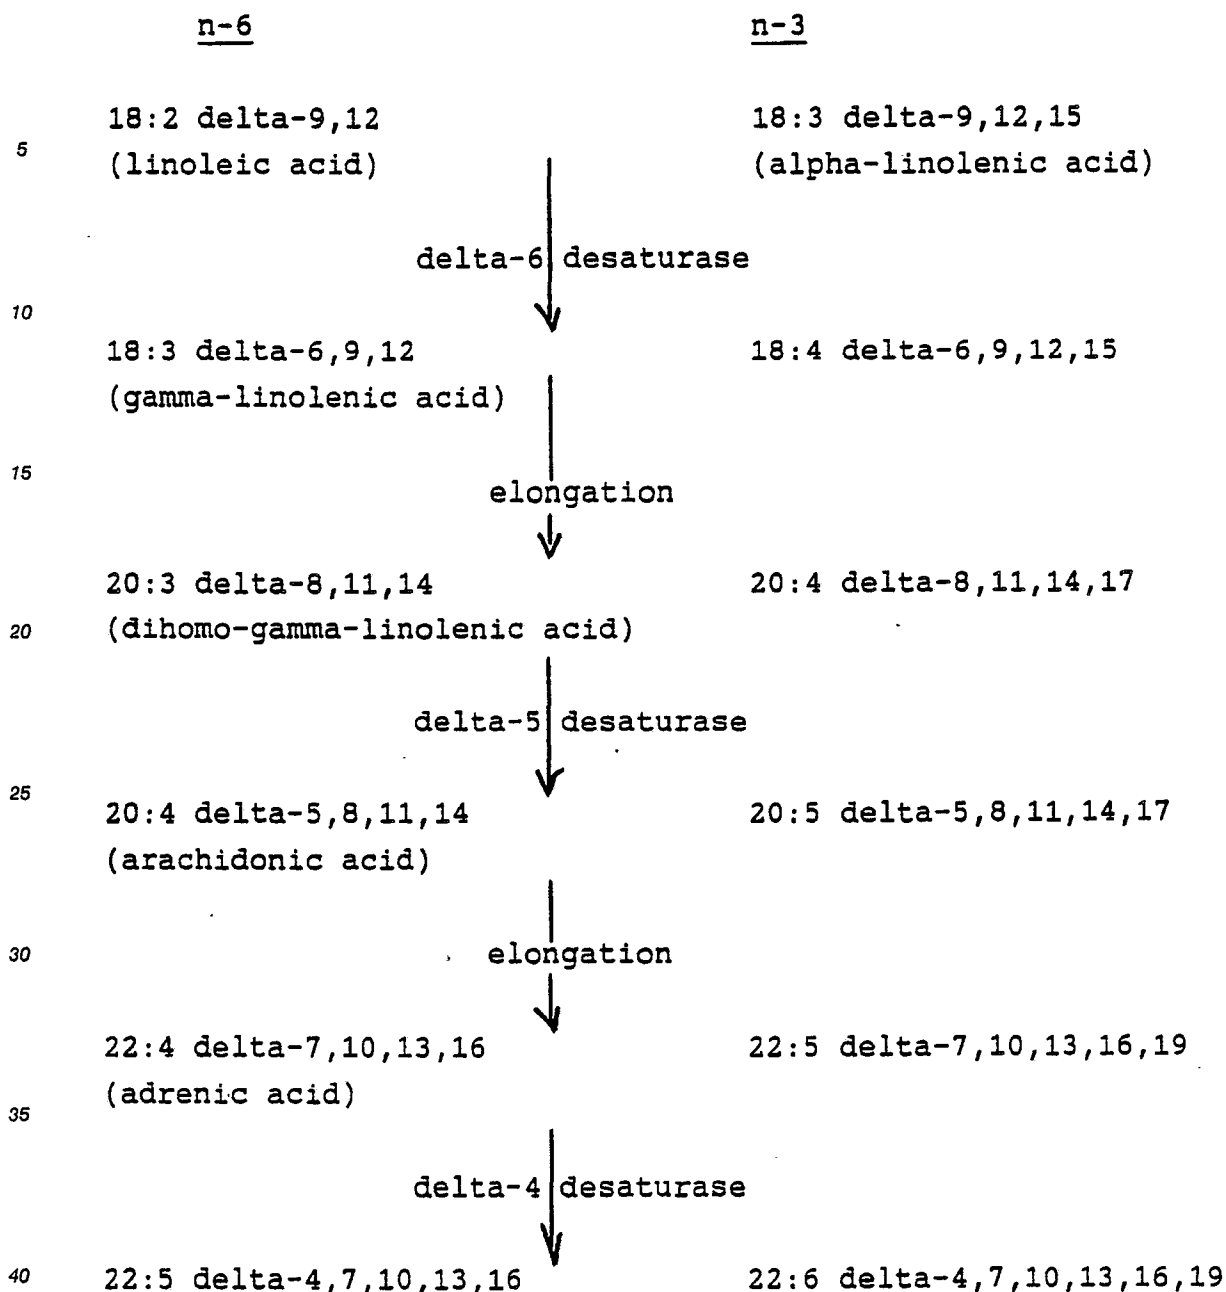 n-6 n-3
18:2 delta-9,12 18:3 delta-9,12,15
5 (linoleic acid) (alpha-linolenic acid)
delta-6 desaturase
10
18:3 delta-6,9,12 18:4 delta-6,9,12,15
(gamma-linolenic acid)
15
elongation
20:3 delta-8,11,14 20:4 delta-8,11,14,17
20 (dihomo-gamma-linolenic acid)
delta-5 desaturase
25
20:4 delta-5,8,11,14 20:5 delta-5,8,11,14,17
(arachidonic acid)
30 elongation
22:4 delta-7,10,13,16 22:5 delta-7,10,13,16,19
(adrenic acid)
35
delta-4 desaturase
40 22:5 delta-4,7,10,13,16 22:6 delta-4,7,10,13,16,19